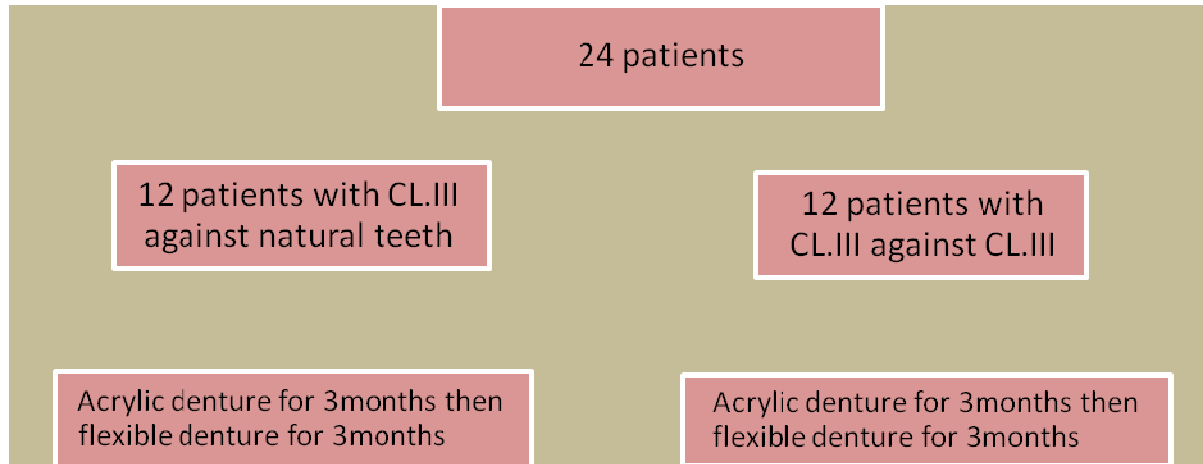 24 patients
12 patients with CL.III
against natural teeth
12 patients with
CL.III against CL.III
Acrylic denture for 3months then
flexible denture for 3months
Acrylic denture for 3months then
flexible denture for 3months